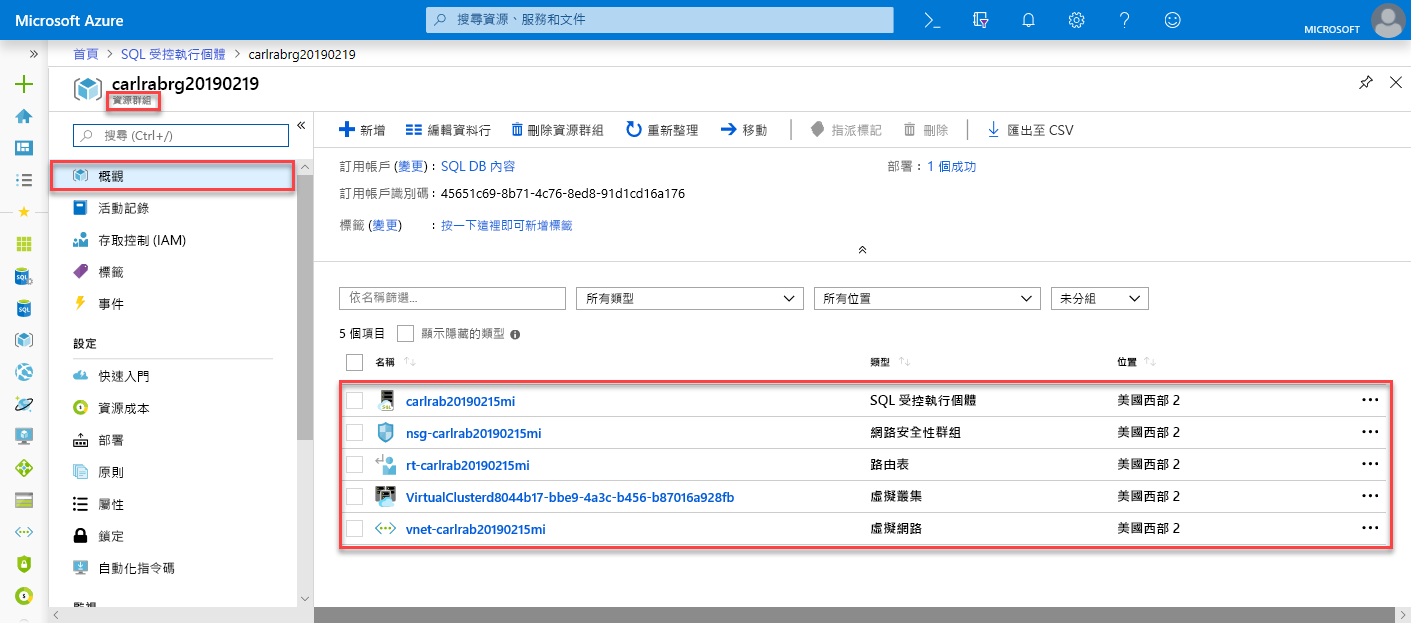 Microsoft Azure
搜尋資源、服務和文件
MICROSOFT
首頁 > SQL 受控執行個體 > carlrabrg20190219
carlrabrg20190219
資源群組
搜尋 (Ctrl+/)
概觀
活動記錄
存取控制 (IAM)
標籤
事件
設定
快速入門
資源成本
部署
原則
屬性
鎖定
自動化指令碼
監視
新增 編輯資料行 刪除資源群組 重新整理 移動 指派標記 刪除 匯出至 CSV
訂用帳戶 (變更) : SQL DB 內容 部署 : 1 個成功
訂用帳戶識別碼 : 45651c69-8b71-4c76-8ed8-91d1cd16a176
標籤 (變更) : 按一下這裡即可新增標籤
依名稱篩選... 所有類型 所有位置 未分組
5 個項目 顯示隱藏的類型
名稱 類型 位置
carlrab20190215mi SQL 受控執行個體 美國西部 2
nsg-carlrab20190215mi 網路安全性群組 美國西部 2
rt-carlrab20190215mi 路由表 美國西部 2
VirtualClusterd8044b17-bbe9-4a3c-b456-b87016a928fb 虛擬叢集 美國西部 2
vnet-carlrab20190215mi 虛擬網路 美國西部 2